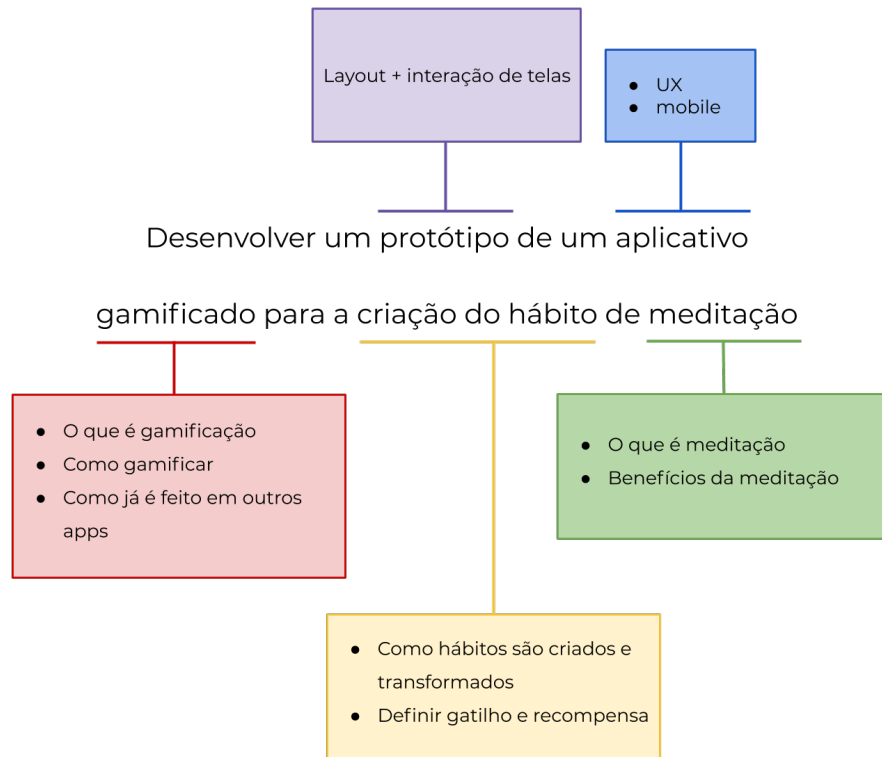 Layout + interação de telas
● UX
● mobile
Desenvolver um protótipo de um aplicativo
gamificado para a criação do hábito de meditação
● O que é gamificação
● Como gamificar
● Como já é feito em outros
apps
● O que é meditação
● Benefícios da meditação
● Como hábitos são criados e
transformados
● Definir gatilho e recompensa